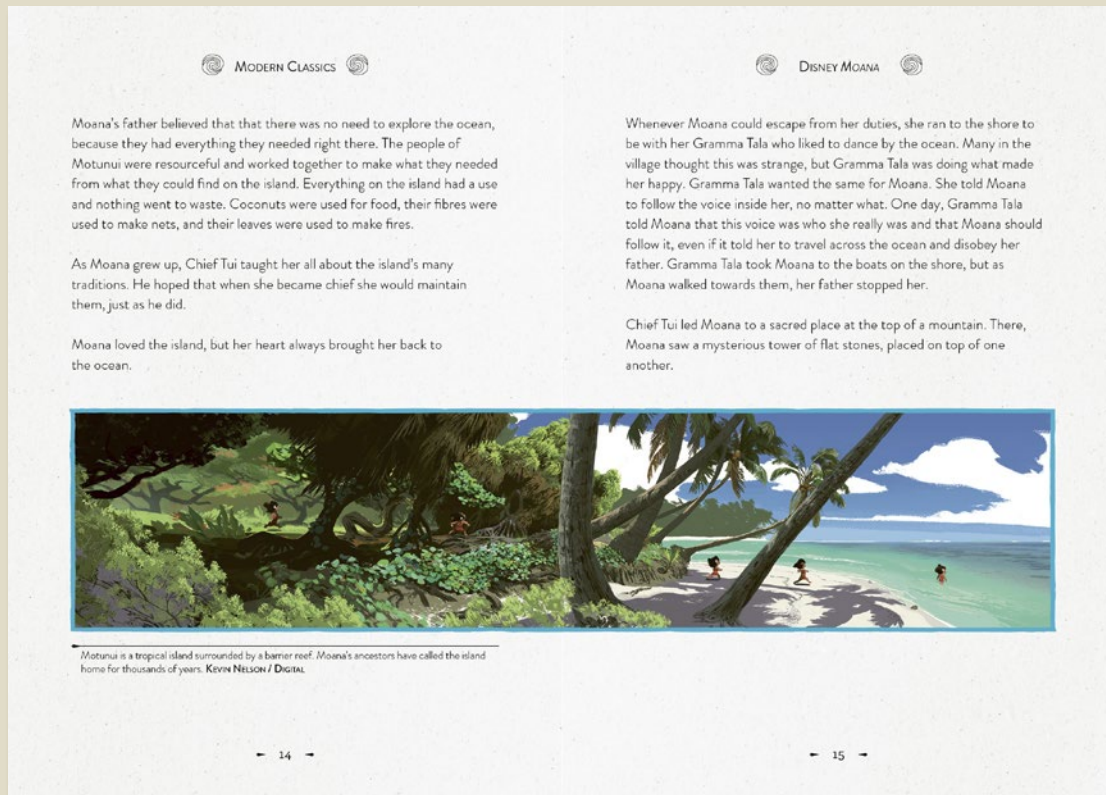 MODERN CLASSICS
Moana's father believed that that there was no need to explore the ocean,
because they had everything they needed right there. The people of
Motunui were resourceful and worked together to make what they needed
from what they could find on the island. Everything on the island had a use
and nothing went to waste. Coconuts were used for food, their fibres were
used to make nets, and their leaves were used to make fires.
As Moana grew up, Chief Tui taught her all about the island's many
traditions. He hoped that when she became chief she would maintain
them, just as he did.
Moana loved the island, but her heart always brought her back to
the ocean.
Motunui is a tropical island surrounded by a barrier reef. Moana's ancestors have called the island
home for thousands of years. KEVIN NELSON / DIGITAL
14
DISNEY MOANA
Whenever Moana could escape from her duties, she ran to the shore to
be with her Gramma Tala who liked to dance by the ocean. Many in the
village thought this was strange, but Gramma Tala was doing what made
her happy. Gramma Tala wanted the same for Moana. She told Moana
to follow the voice inside her, no matter what. One day, Gramma Tala
told Moana that this voice was who she really was and that Moana should
follow it, even if it told her to travel across the ocean and disobey her
father. Gramma Tala took Moana to the boats on the shore, but as
Moana walked towards them, her father stopped her.
Chief Tui led Moana to a sacred place at the top of a mountain. There,
Moana saw a mysterious tower of flat stones, placed on top of one
another.
15